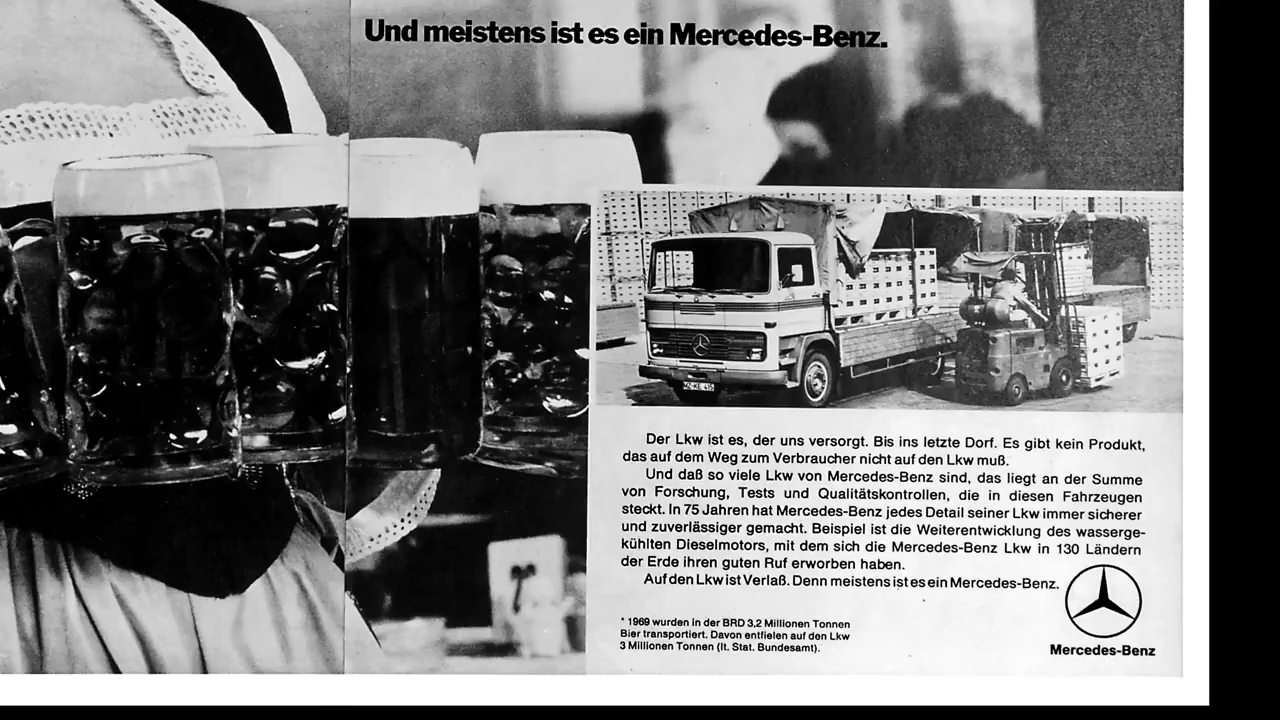 Und meistens ist es ein Mercedes-Benz.
Der Lkw ist es, der uns versorgt. Bis ins letzte Dorf. Es gibt kein Produkt,
das auf dem Weg zum Verbraucher nicht auf den Lkw muß.
Und daß so viele Lkw von Mercedes-Benz sind, das liegt an der Summe
von Forschung, Tests und Qualitätskontrollen, die in diesen Fahrzeugen
steckt. In 75 Jahren hat Mercedes-Benz jedes Detail seiner Lkw immer sicherer
und zuverlässiger gemacht. Beispiel ist die Weiterentwicklung des wasserge-
kühlten Dieselmotors, mit dem sich die Mercedes-Benz Lkw in 130 Ländern
der Erde ihren guten Ruf erworben haben.
Auf den Lkw ist Verlaß. Denn meistens ist es ein Mercedes-Benz.
* 1969 wurden in der BRD 3,2 Millionen Tonnen
Bier transportiert. Davon entfielen auf den Lkw
3 Millionen Tonnen (lt. Stat. Bundesamt).
Mercedes-Benz